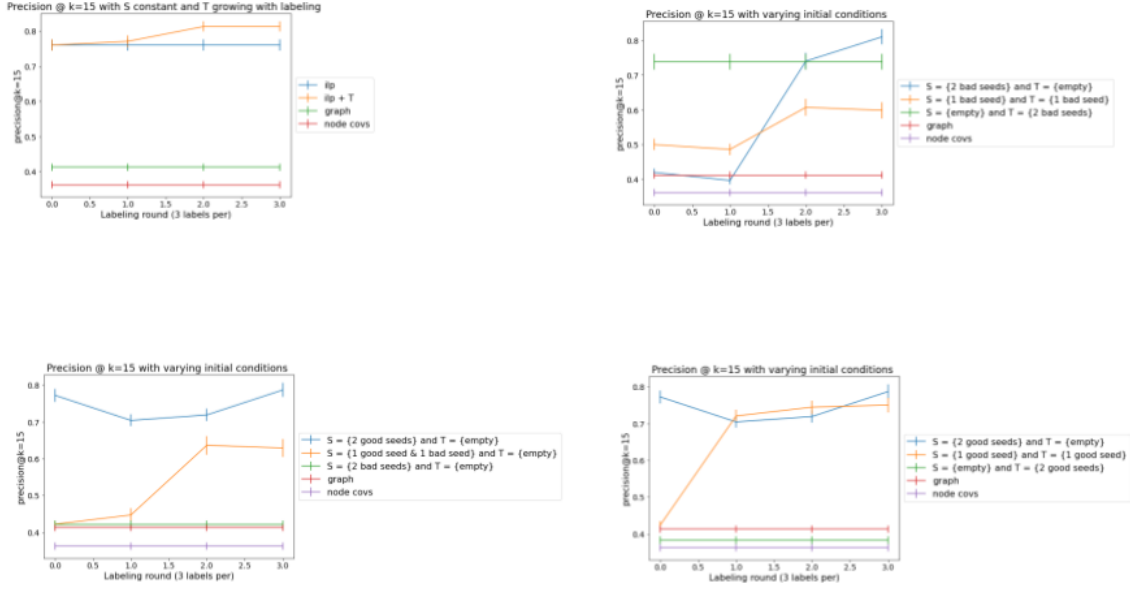 Precision @ k=15 with S constant and T growing with labeling
precision@k=15
0.8
0.7
0.6
0.5
0.4
0.0 0.5 1.0 1.5 2.0 2.5 3.0
Labeling round (3 labels per)
ilp
ilp + T
graph
node covs
Precision @ k=15 with varying initial conditions
precision@k=15
0.8
0.7
0.6
0.5
0.4
0.0 0.5 1.0 1.5 2.0 2.5 3.0
Labeling round (3 labels per)
S = {2 bad seeds} and T = {empty}
S = {1 bad seed} and T = {1 bad seed}
S = {empty} and T = {2 bad seeds}
graph
node covs
Precision @ k=15 with varying initial conditions
precision@k=15
0.8
0.7
0.6
0.5
0.4
0.0 0.5 1.0 1.5 2.0 2.5 3.0
Labeling round (3 labels per)
S = {2 good seeds} and T = {empty}
S = {1 good seed & 1 bad seed} and T = {empty}
S = {2 bad seeds} and T = {empty}
graph
node covs
Precision @ k=15 with varying initial conditions
precision@k=15
0.8
0.7
0.6
0.5
0.4
0.0 0.5 1.0 1.5 2.0 2.5 3.0
Labeling round (3 labels per)
S = {2 good seeds} and T = {empty}
S = {1 good seed} and T = {1 good seed}
S = {empty} and T = {2 good seeds}
graph
node covs